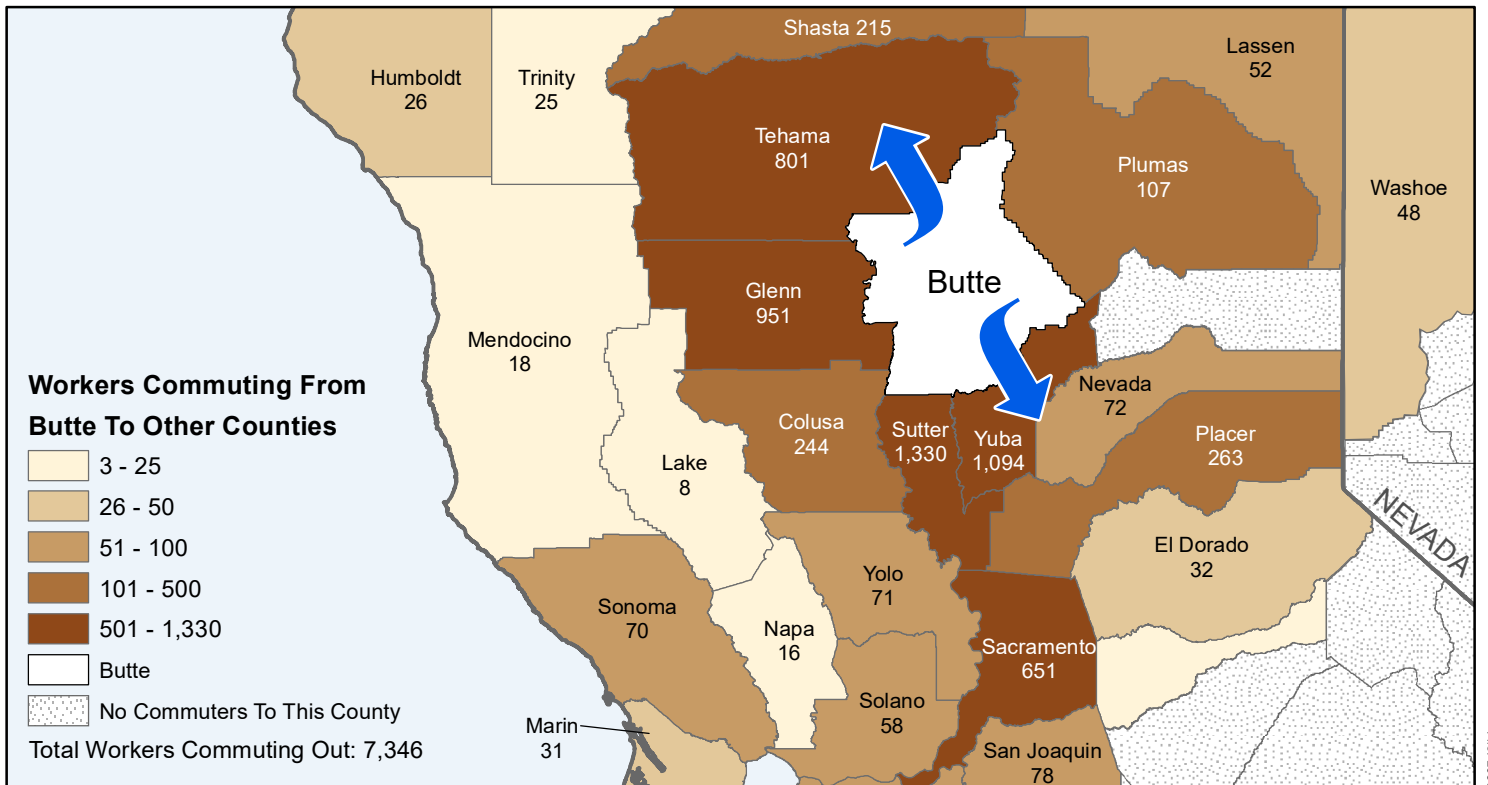 Shasta 215
Lassen
52
Humboldt
26
Trinity
25
Tehama
801
Plumas
107
Washoe
48
Butte
Glenn
951
Mendocino
18
Nevada
72
Colusa
244
Sutter
1,330
Yuba
1,094
Placer
263
Lake
8
NEVADA
El Dorado
32
Yolo
71
Sonoma
70
Napa
16
Sacramento
651
Solano
58
Marin
31
San Joaquin
78
Workers Commuting From
Butte To Other Counties
3 - 25
26 - 50
51 - 100
101 - 500
501 - 1,330
Butte
No Commuters To This County
Total Workers Commuting Out: 7,346